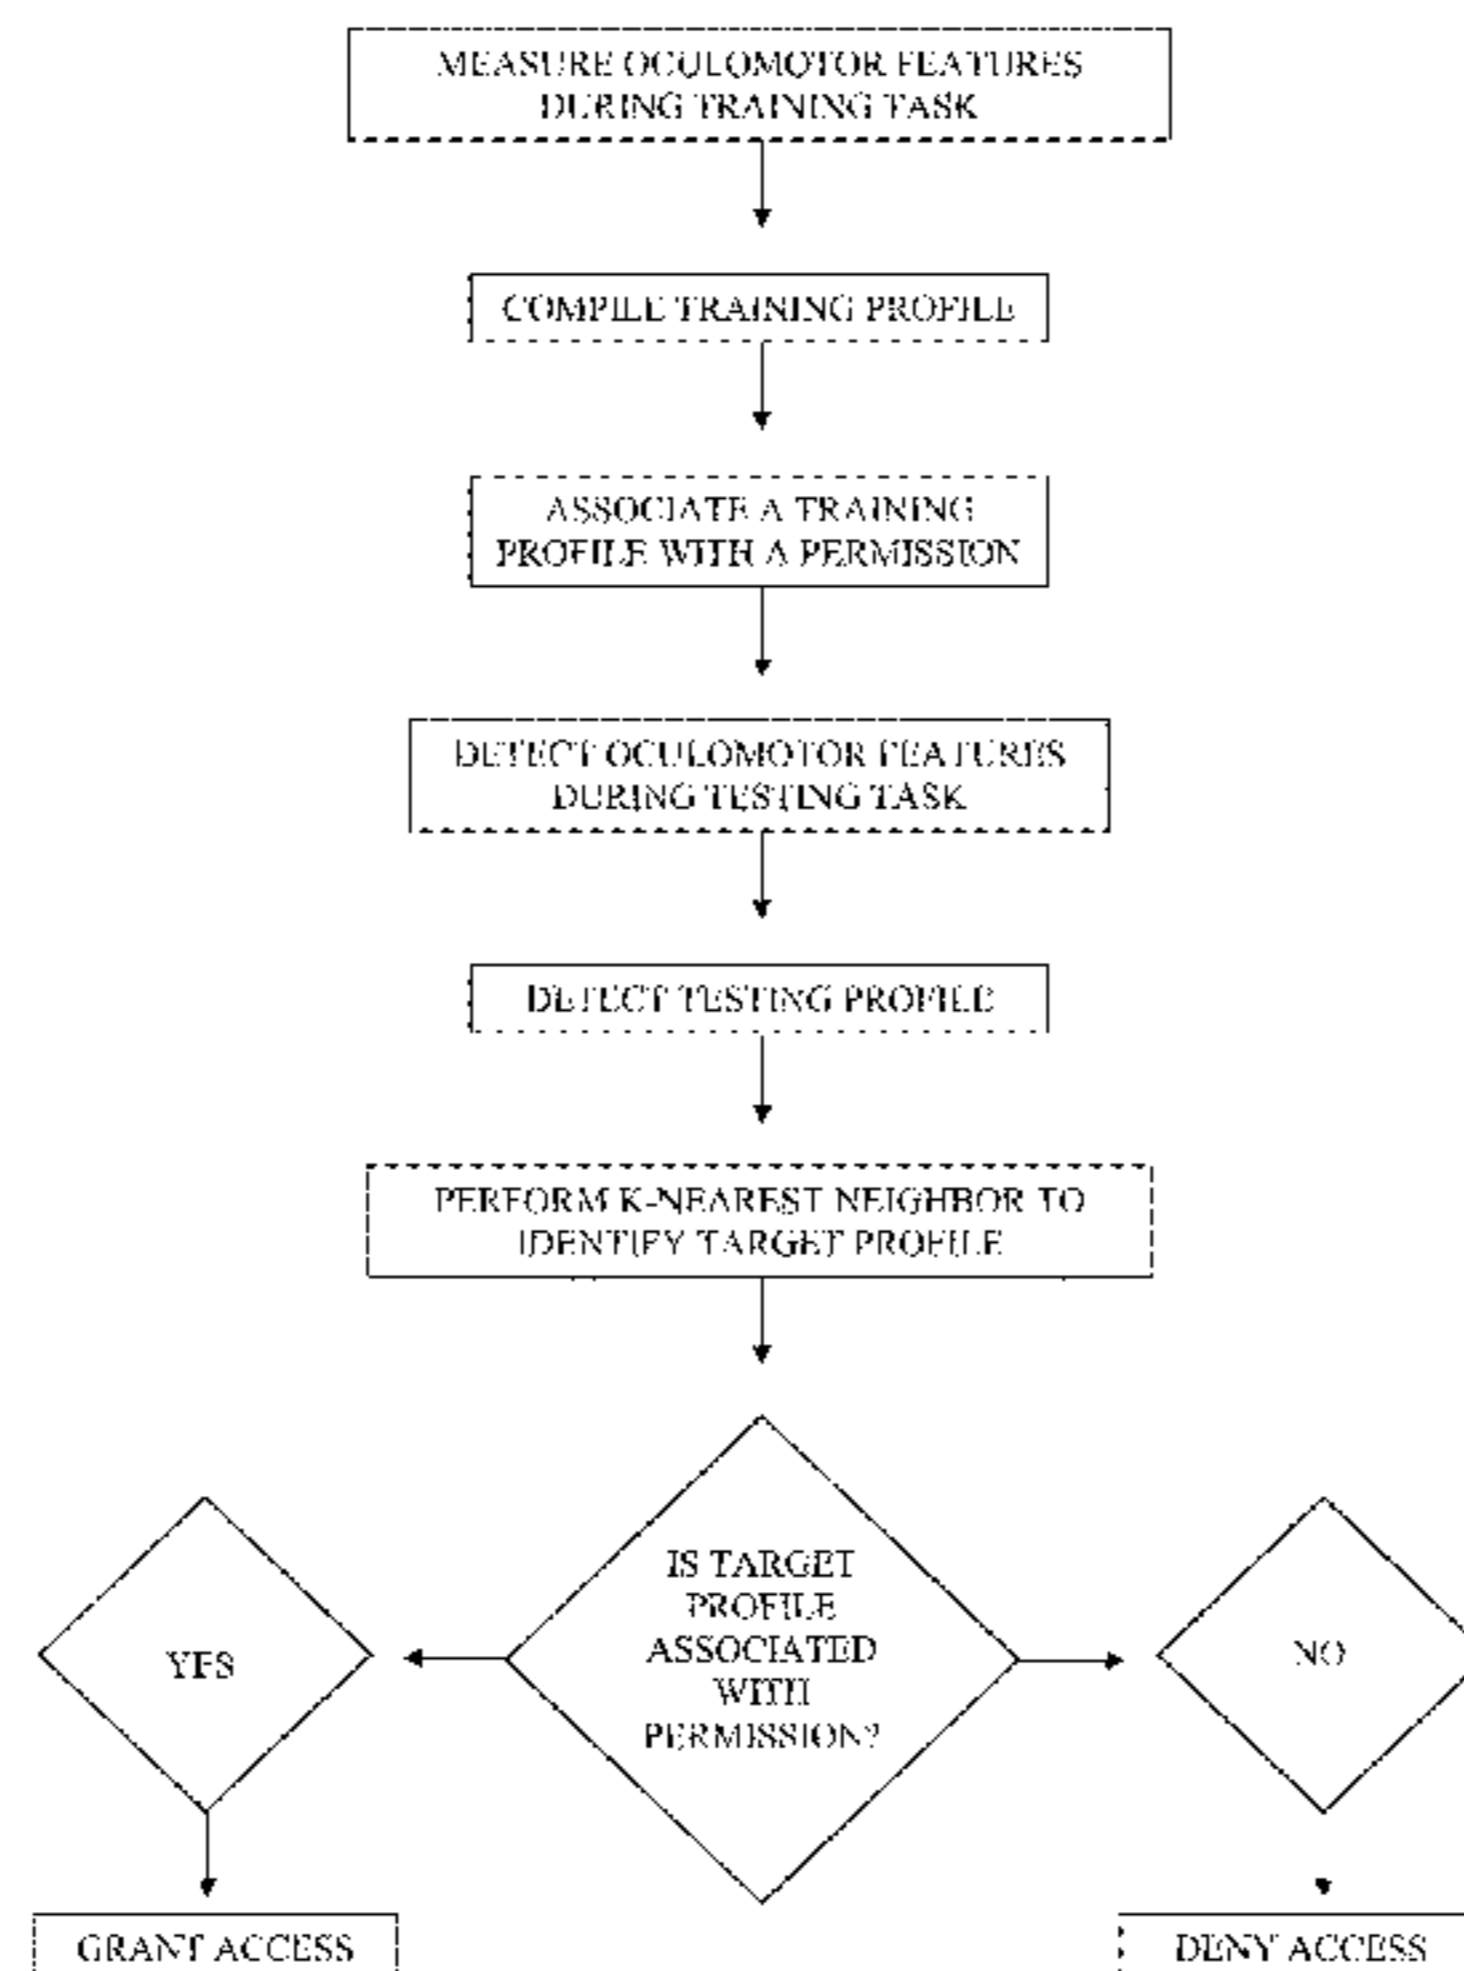 MEASURE OCULOMOTOR FEATURES
DURING TRAINING TASK
COMPILE TRAINING PROFILE
ASSOCIATE A TRAINING
PROFILE WITH A PERMISSION
DETECT OCULOMOTOR FEATURES
DURING TESTING TASK
DETECT TESTING PROFILE
PERFORM K-NEAREST NEIGHBOR TO
IDENTIFY TARGET PROFILE
IS TARGET
PROFILE
ASSOCIATED
WITH
PERMISSION?
YES
NO
GRANT ACCESS
DENY ACCESS